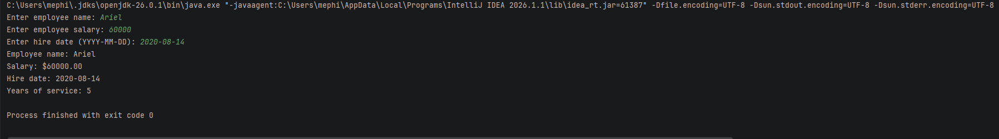 C:\Users\mephi\.jdks\openjdk-26.0.1\bin\java.exe "-javaagent:C:\Users\mephi\AppData\Local\Programs\IntelliJ IDEA 2026.1.1\lib\idea_rt.jar=61387" -Dfile.encoding=UTF-8 -Dsun.stdout.encoding=UTF-8 -Dsun.stderr.encoding=UTF-8
Enter employee name: Ariel
Enter employee salary: 60000
Enter hire date (YYYY-MM-DD): 2020-08-14
Employee name: Ariel
Salary: $60000.00
Hire date: 2020-08-14
Years of service: 5
Process finished with exit code 0